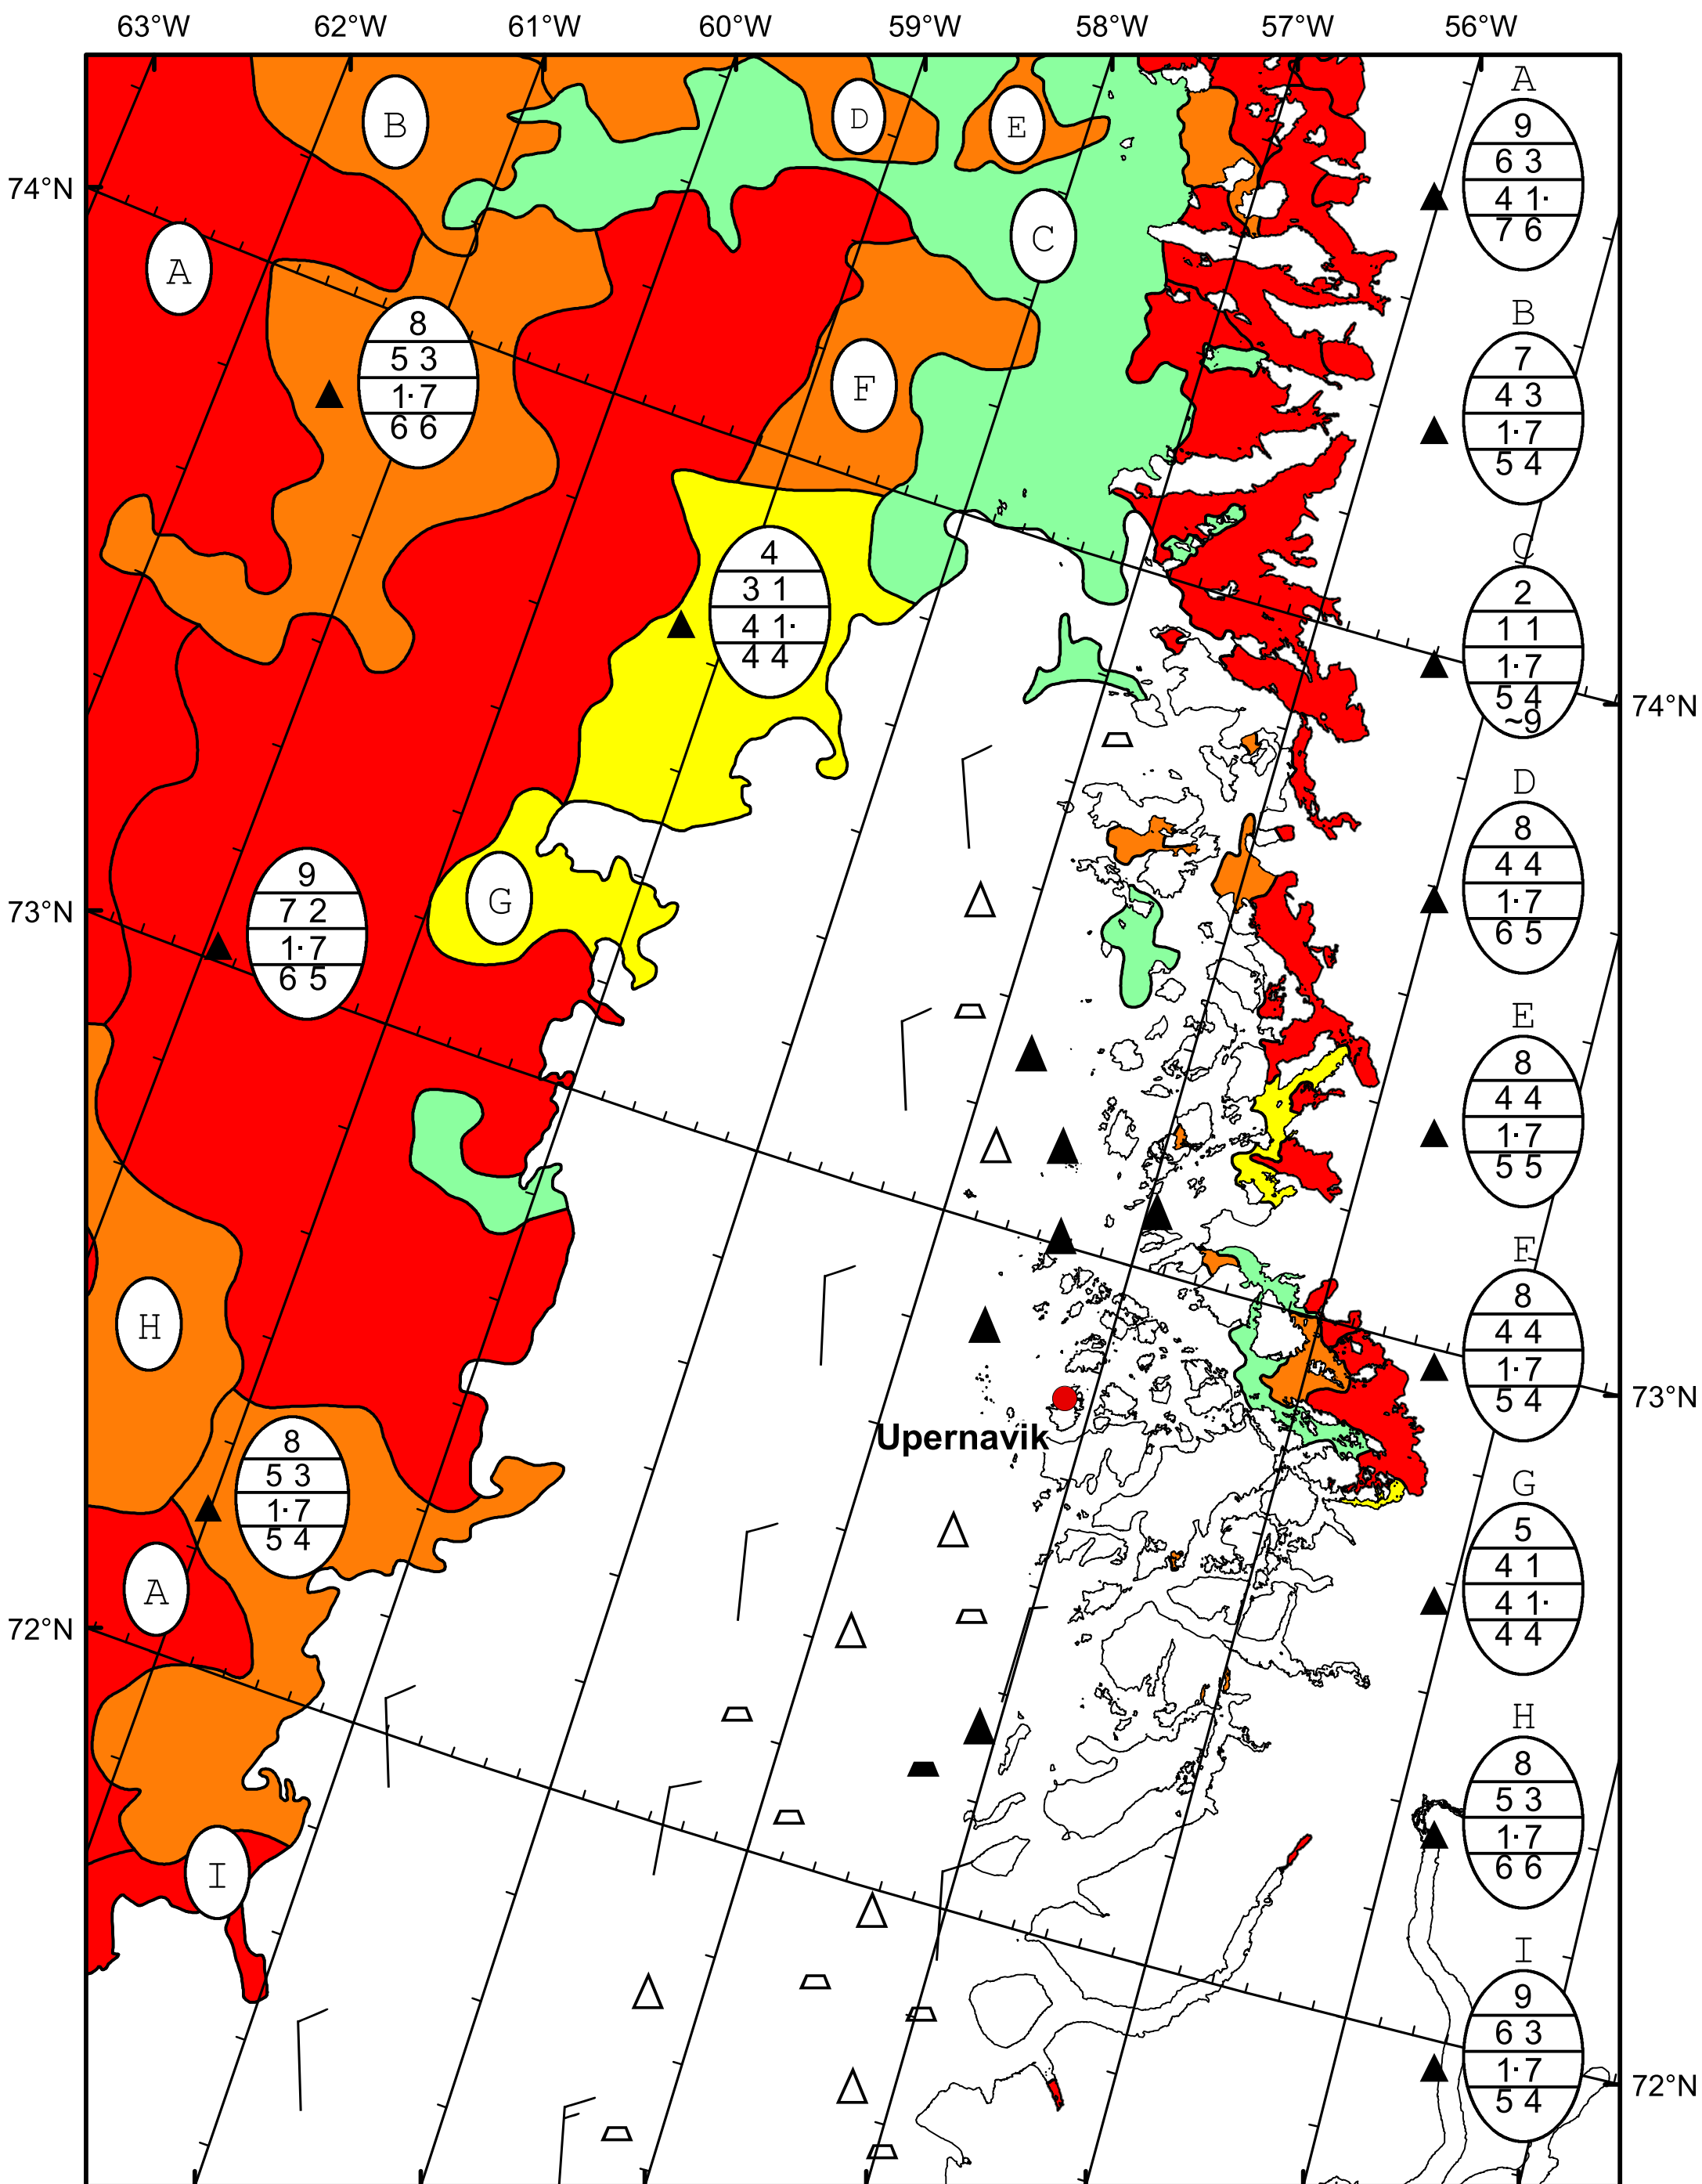 63°W 62°W 61°W 60°W 59°W 58°W 57°W 56°W
A
9
6 3
4 1·
7 6
B
D
E
74°N
C
A
B
7
4 3
1·7
5 4
8
5 3
1·7
6 6
F
C
2
1 1
1·7
5 4
~9
4
3 1
4 1·
4 4
74°N
D
8
4 4
1·7
6 5
9
7 2
1·7
6 5
G
73°N
E
8
4 4
1·7
5 5
H
F
8
4 4
1·7
5 4
73°N
Upernavik
8
5 3
1·7
5 4
G
5
4 1
4 1·
4 4
A
72°N
H
8
5 3
1·7
6 6
I
I
9
6 3
1·7
5 4
72°N